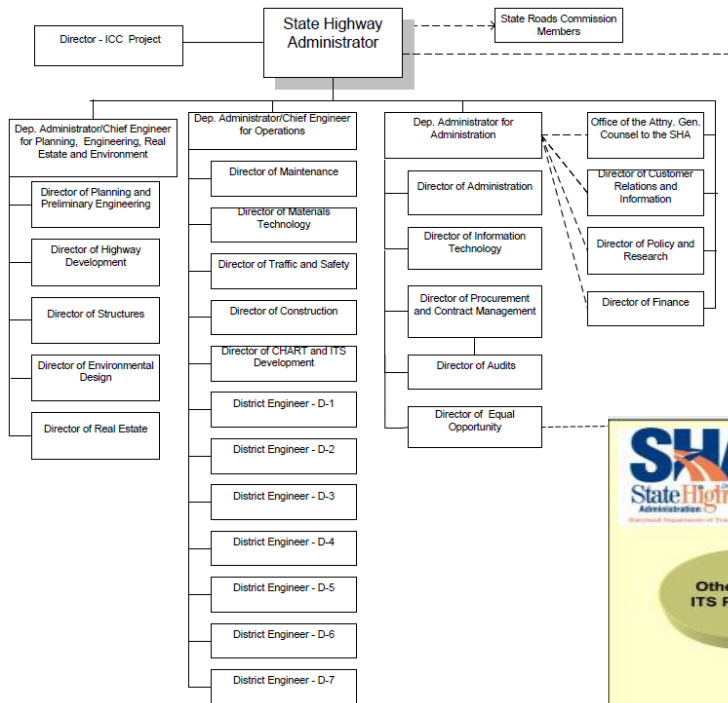 State Highway
Administrator
State Roads Commission
Members
Director - ICC Project
Dep. Administrator/Chief Engineer
for Planning, Engineering, Real
Estate and Environment
Director of Planning and
Preliminary Engineering
Director of Highway
Development
Director of Structures
Director of Environmental
Design
Director of Real Estate
Dep. Administrator/Chief Engineer
for Operations
Director of Maintenance
Director of Materials
Technology
Director of Traffic and Safety
Director of Construction
Director of CHART and ITS
Development
District Engineer - D-1
District Engineer - D-2
District Engineer - D-3
District Engineer - D-4
District Engineer - D-5
District Engineer - D-6
District Engineer - D-7
Dep. Administrator for
Administration
Director of Administration
Director of Information
Technology
Director of Procurement
and Contract Management
Director of Audits
Director of Equal
Opportunity
Office of the Attny. Gen.
Counsel to the SHA
Director of Customer
Relations and
Information
Director of Policy and
Research
Director of Finance
State
Administration
Maryland Department of
ITS